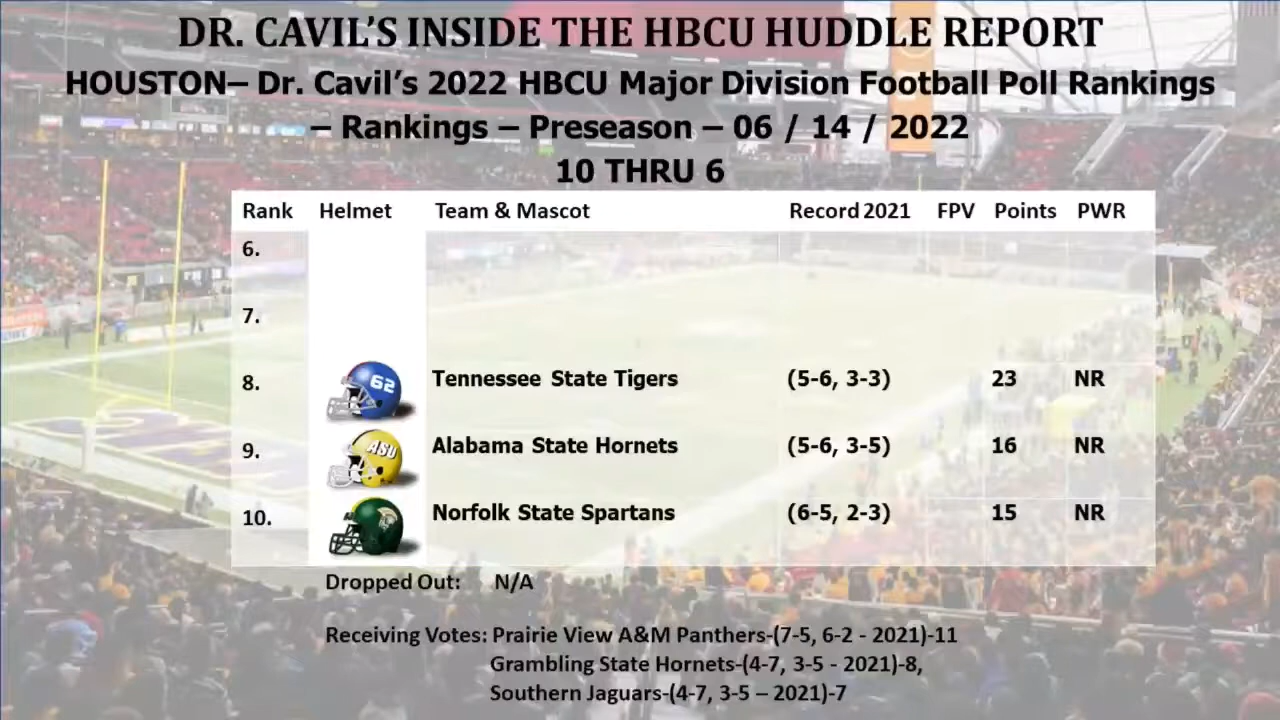 DR. CAVIL’S INSIDE THE HBCU HUDDLE REPORT
HOUSTON– Dr. Cavil’s 2022 HBCU Major Division Football Poll Rankings
– Rankings – Preseason – 06 / 14 / 2022
10 THRU 6
Rank Helmet Team & Mascot Record 2021 FPV Points PWR
6.
7.
8. 62 Tennessee State Tigers (5-6, 3-3) 23 NR
9. ASU Alabama State Hornets (5-6, 3-5) 16 NR
10. Norfolk State Spartans (6-5, 2-3) 15 NR
Dropped Out: N/A
Receiving Votes: Prairie View A&M Panthers-(7-5, 6-2 - 2021)-11
Grambling State Hornets-(4-7, 3-5 - 2021)-8,
Southern Jaguars-(4-7, 3-5 – 2021)-7